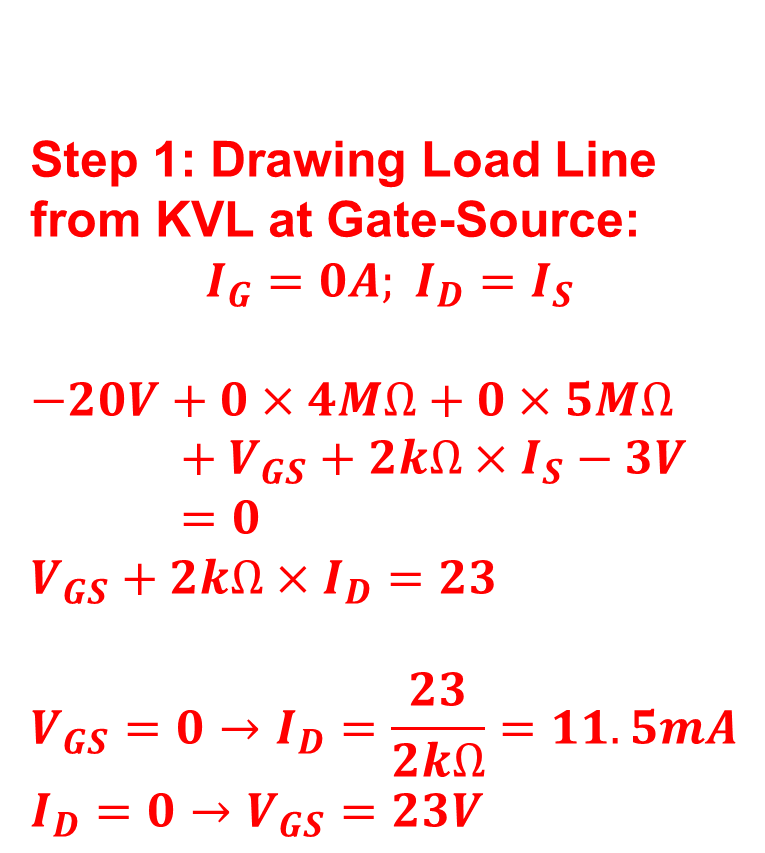 Step 1: Drawing Load Line
from KVL at Gate-Source:
I_G = 0A; I_D = I_S
−20V + 0 × 4MΩ + 0 × 5MΩ
+ V_GS + 2kΩ × I_S − 3V
= 0
V_GS + 2kΩ × I_D = 23
V_GS = 0 → I_D = 23/2kΩ = 11.5mA
I_D = 0 → V_GS = 23V